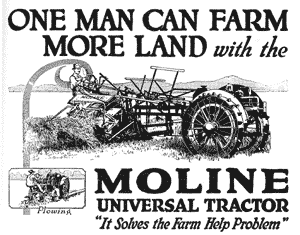 ONE MAN CAN FARM
MORE LAND with the
Plowing
MOLINE
UNIVERSAL TRACTOR
"It Solves the Farm Help Problem"